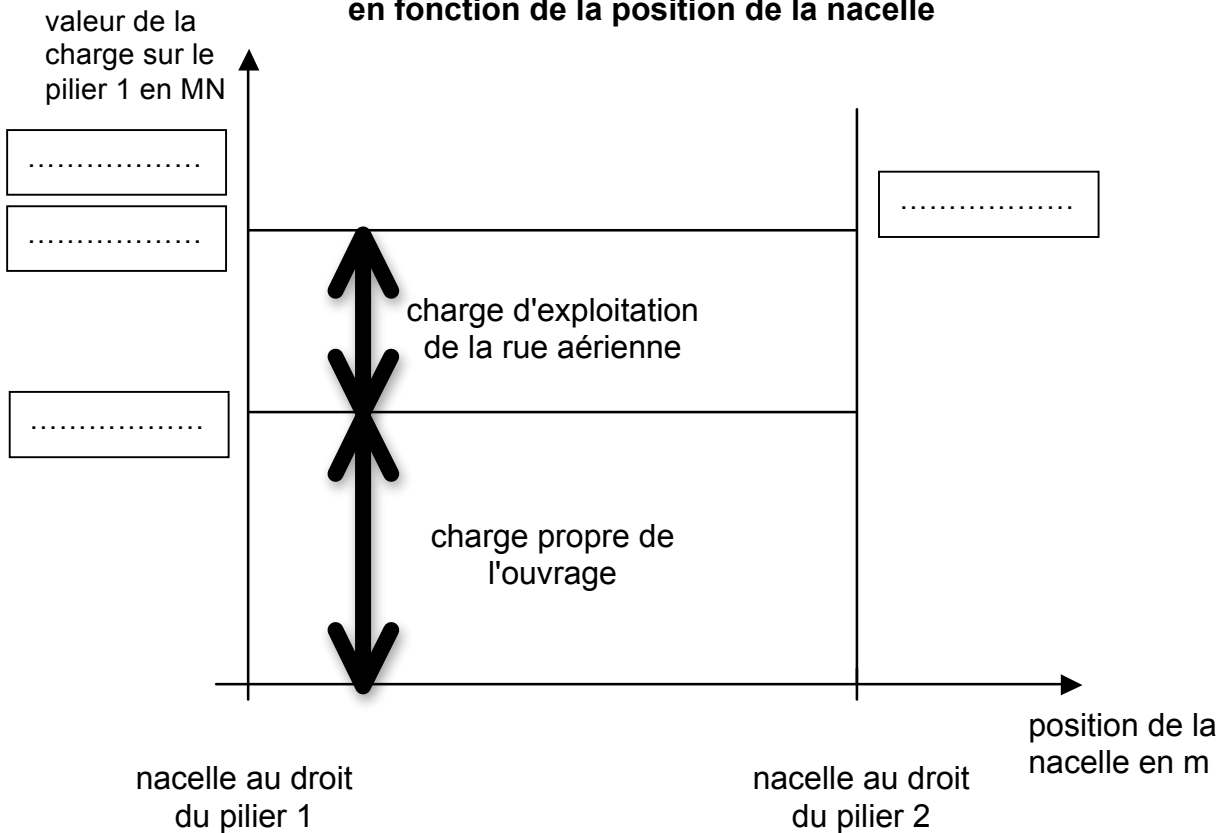 en fonction de la position de la nacelle
valeur de la
charge sur le
pilier 1 en MN
………………
………………
………………
………………
charge d'exploitation
de la rue aérienne
charge propre de
l'ouvrage
position de la
nacelle en m
nacelle au droit
du pilier 1
nacelle au droit
du pilier 2